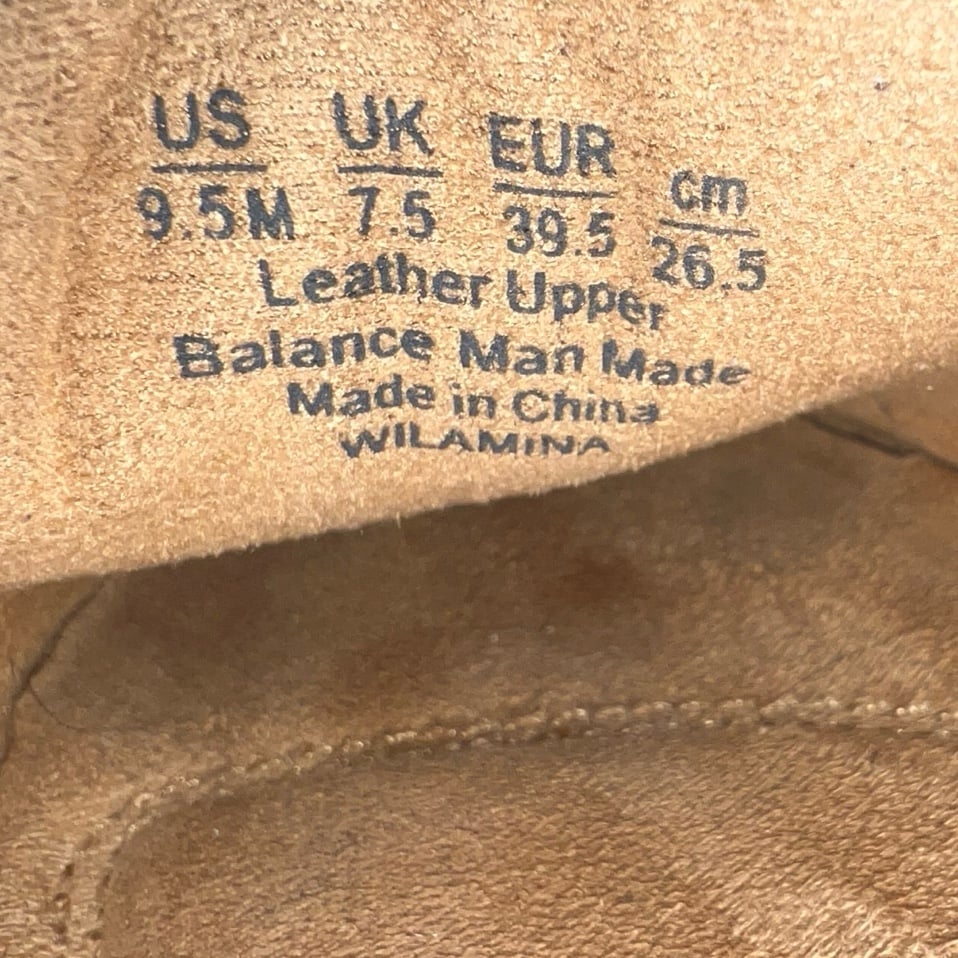 US UK EUR cm
9.5M 7.5 39.5 26.5
Leather Upper
Balance Man Made
Made in China
WILAMINA